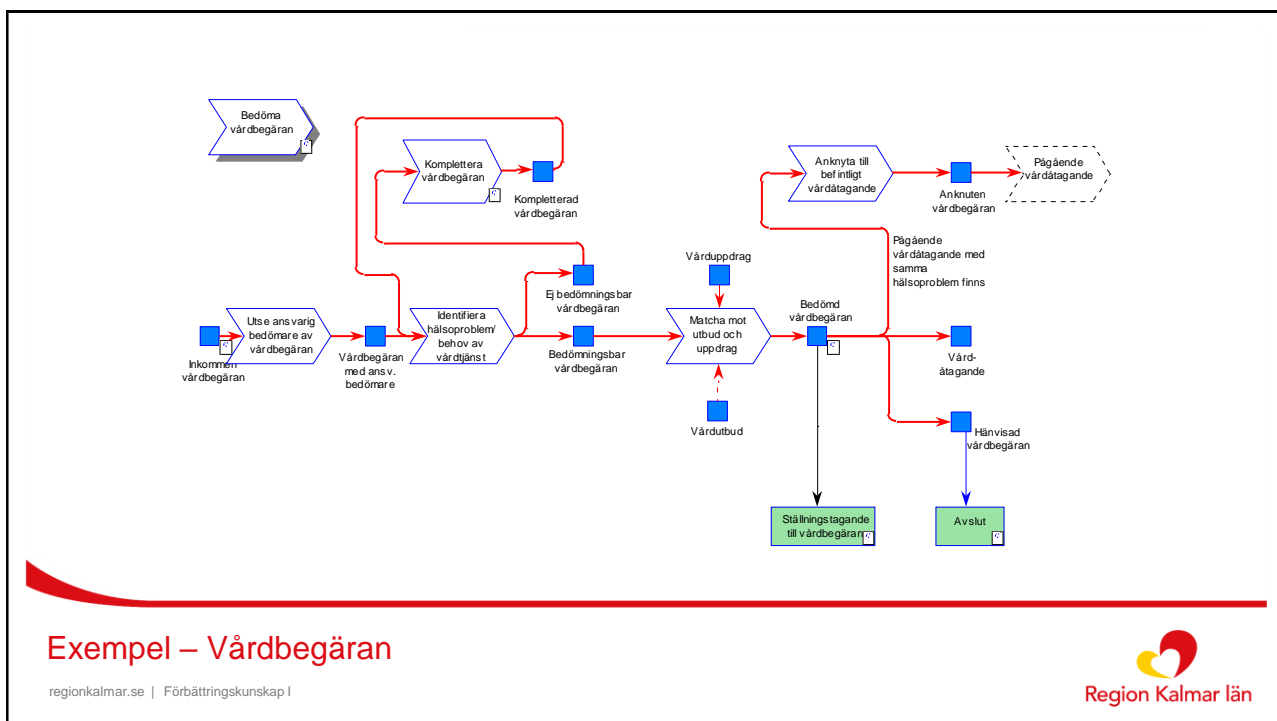 Bedöma
vårdbegäran
Komplettera
vårdbegäran
Kompletterad
vårdbegäran
Anknyta till
befintligt
vårdåtagande
Anknuten
vårdbegäran
Pågående
vårdåtagande
Pågående
vårdåtagande med
samma
hälsoproblem finns
Vårduppdrag
Ej bedömningsbar
vårdbegäran
Inkommen
vårdbegäran
Utse ansvarig
bedömare av
vårdbegäran
Vårdbegäran
med ansv.
bedömare
Identifiera
hälsoproblem/
behov av
vårdtjänst
Bedömningsbar
vårdbegäran
Matcha mot
utbud och
uppdrag
Bedömd
vårdbegäran
Vård-
åtagande
Vårdutbud
Hänvisad
vårdbegäran
Ställningstagande
till vårdbegäran
Avslut
Exempel – Vårdbegäran
regionkalmar.se | Förbättringskunskap I
Region Kalmar län